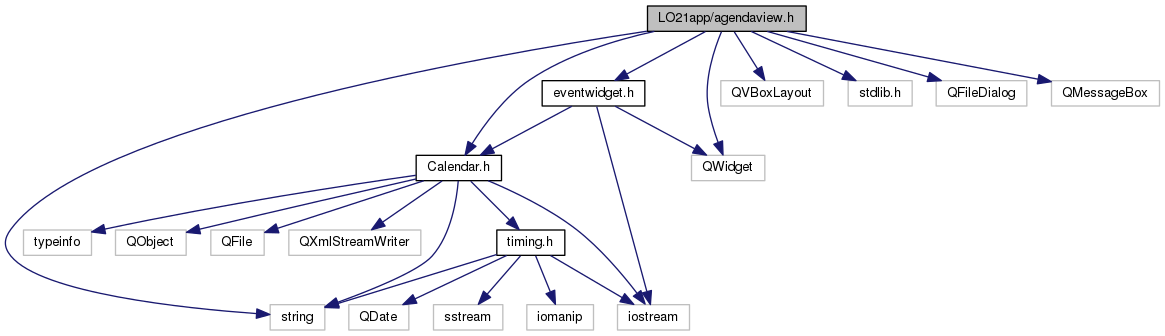 LO21app/agendaview.h
eventwidget.h
QVBoxLayout
stdlib.h
QFileDialog
QMessageBox
Calendar.h
QWidget
typeinfo
QObject
QFile
QXmlStreamWriter
timing.h
string
QDate
sstream
iomanip
iostream